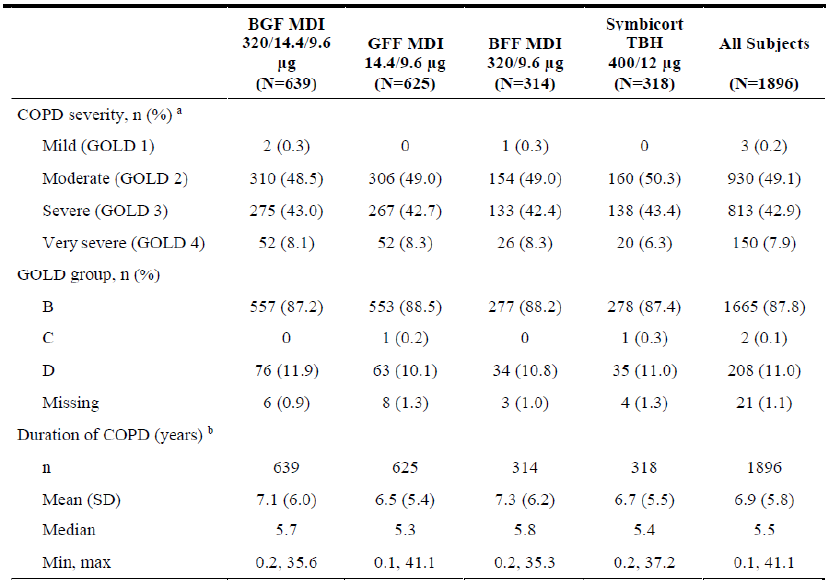 BGF MDI 320/14.4/9.6 µg (N=639) GFF MDI 14.4/9.6 µg (N=625) BFF MDI 320/9.6 µg (N=314) Symbicort TBH 400/12 µg (N=318) All Subjects (N=1896)
COPD severity, n (%) a
Mild (GOLD 1) 2 (0.3) 0 1 (0.3) 0 3 (0.2)
Moderate (GOLD 2) 310 (48.5) 306 (49.0) 154 (49.0) 160 (50.3) 930 (49.1)
Severe (GOLD 3) 275 (43.0) 267 (42.7) 133 (42.4) 138 (43.4) 813 (42.9)
Very severe (GOLD 4) 52 (8.1) 52 (8.3) 26 (8.3) 20 (6.3) 150 (7.9)
GOLD group, n (%)
B 557 (87.2) 553 (88.5) 277 (88.2) 278 (87.4) 1665 (87.8)
C 0 1 (0.2) 0 1 (0.3) 2 (0.1)
D 76 (11.9) 63 (10.1) 34 (10.8) 35 (11.0) 208 (11.0)
Missing 6 (0.9) 8 (1.3) 3 (1.0) 4 (1.3) 21 (1.1)
Duration of COPD (years) b
n 639 625 314 318 1896
Mean (SD) 7.1 (6.0) 6.5 (5.4) 7.3 (6.2) 6.7 (5.5) 6.9 (5.8)
Median 5.7 5.3 5.8 5.4 5.5
Min, max 0.2, 35.6 0.1, 41.1 0.2, 35.3 0.2, 37.2 0.1, 41.1